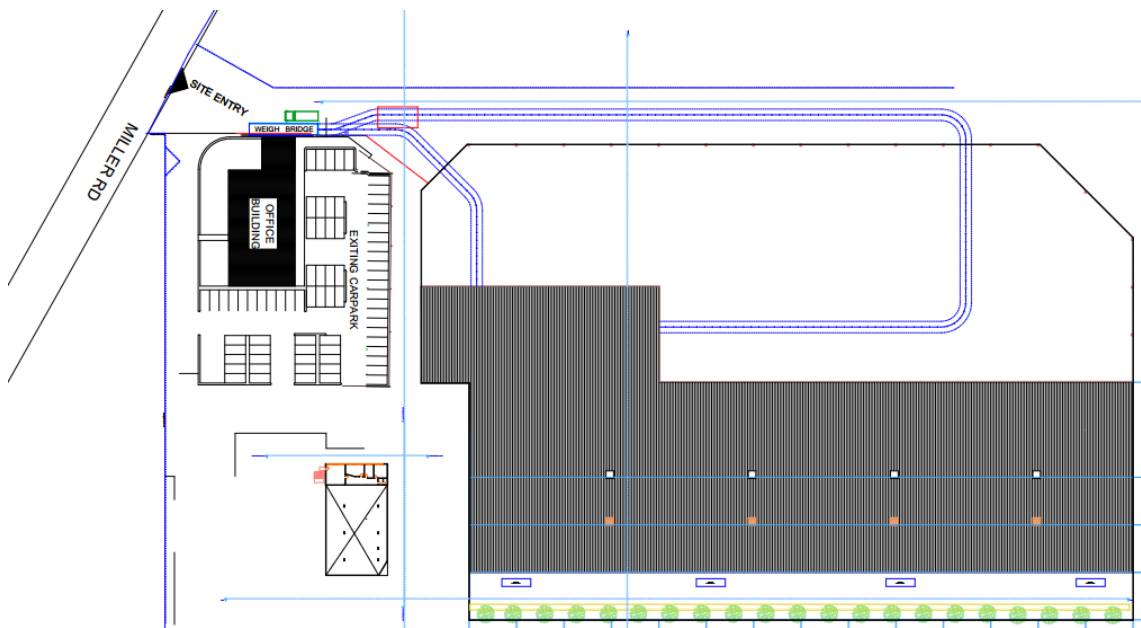 SITE ENTRY
WEIGH BRIDGE
MILLER RD
OFFICE
BUILDING
EXITING CARPARK